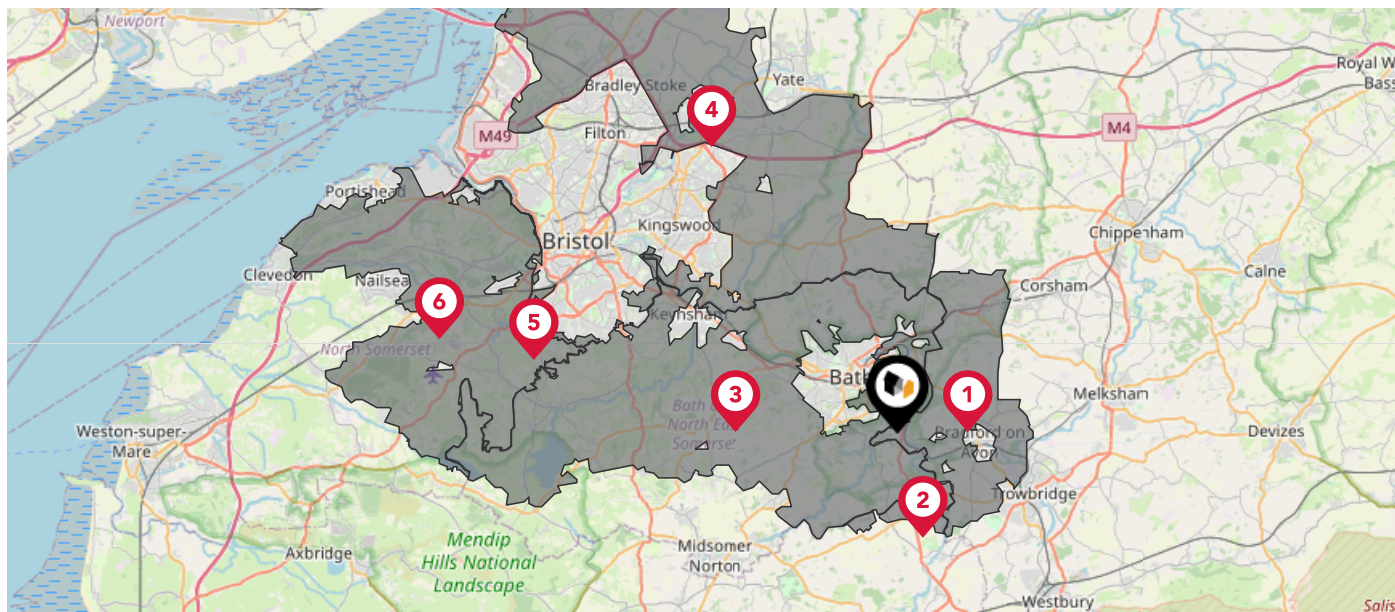 Newport
Bradley Stoke
Yate
Royal W
Bass
4
M49
Filton
M4
Portishead
Kingswood
Bristol
Chippenham
Clevedon
Nailsea
Calne
Corsham
6
5
Keynsham
North Somerset
Bath
3
1
Melksham
Bath
North East
Somerset
Weston-super-
Mare
Bradford on
Avon
Devizes
2
Trowbridge
Mendip
Hills National
Landscape
Axbridge
Midsomer
Norton
Westbury
Salis